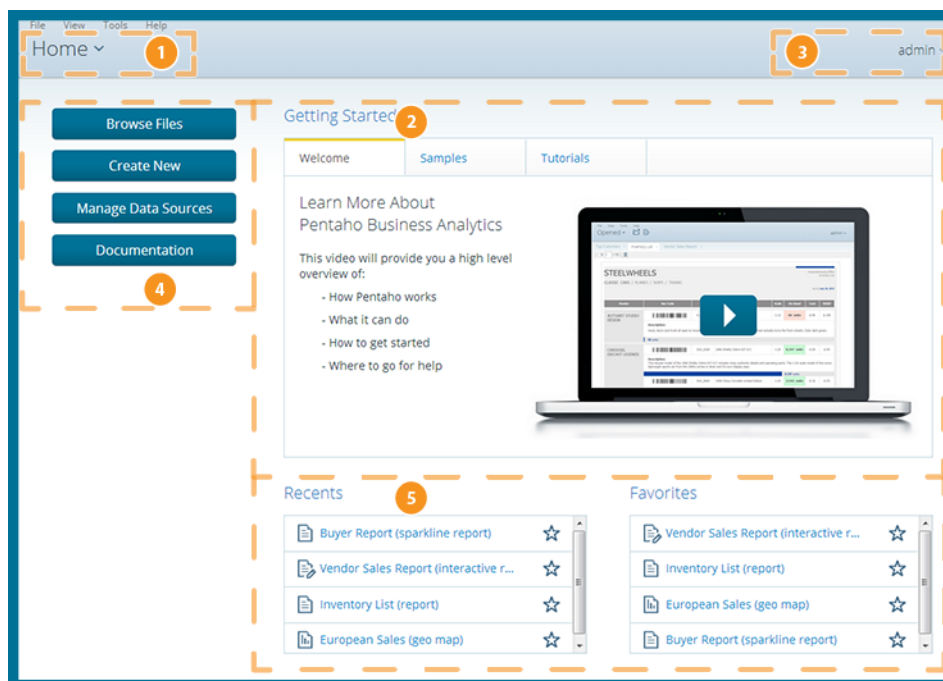 File View Tools Help
Home
1
3
admin
Browse Files
Create New
Manage Data Sources
Documentation
4
Getting Started
2
Welcome Samples Tutorials
Learn More About
Pentaho Business Analytics
This video will provide you a high level
overview of:
- How Pentaho works
- What it can do
- How to get started
- Where to go for help
Opened
admin
STEELWHEELS
Recents
5
Buyer Report (sparkline report)
Vendor Sales Report (interactive r...
Inventory List (report)
European Sales (geo map)
Favorites
Vendor Sales Report (interactive r...
Inventory List (report)
European Sales (geo map)
Buyer Report (sparkline report)